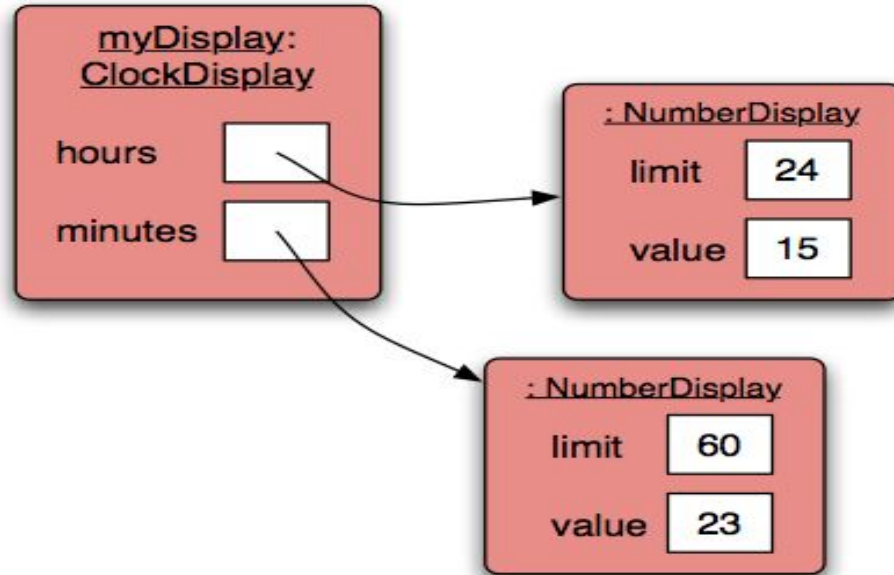 myDisplay:
ClockDisplay
hours
minutes
: NumberDisplay
limit 24
value 15
: NumberDisplay
limit 60
value 23